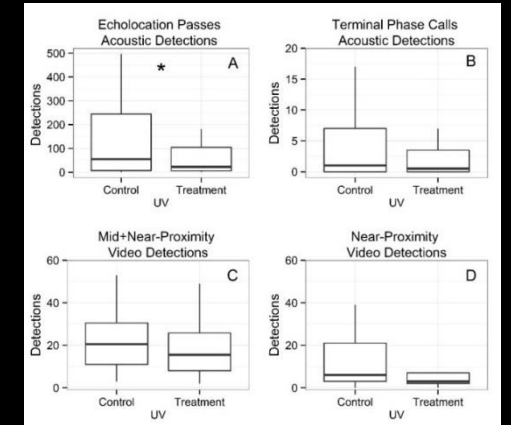 Echolocation Passes
Acoustic Detections
A
*
500
400
300
200
100
0
Detections
Control Treatment
UV
Terminal Phase Calls
Acoustic Detections
B
20
15
10
5
0
Detections
Control Treatment
UV
Mid+Near-Proximity
Video Detections
C
60
40
20
0
Detections
Control Treatment
UV
Near-Proximity
Video Detections
D
60
40
20
0
Detections
Control Treatment
UV